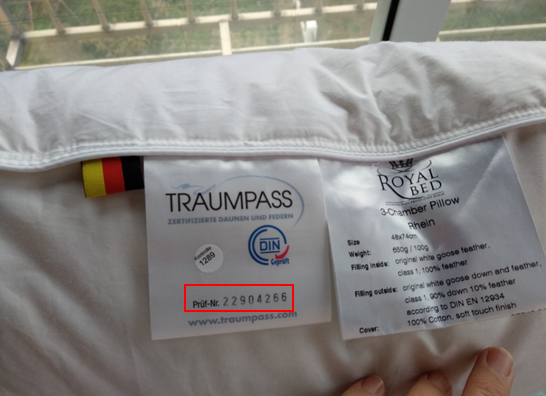 TRAUMPASS
ZERTIFIZIERTE DAUNEN UND FEDERN
DIN
Geprüft
1289
Prüf-Nr. 22904266
www.traumpass.com
ROYAL
BED
3-Chamber Pillow
Rhein
Size 48x74cm
Weight: 650g / 100g
Filling inside: original white goose feather,
class 1, 100% feather
Filling outside: original white goose down and feather,
class 1, 90% down 10% feather
according to DIN EN 12934
Cover: 100% Cotton, soft touch finish